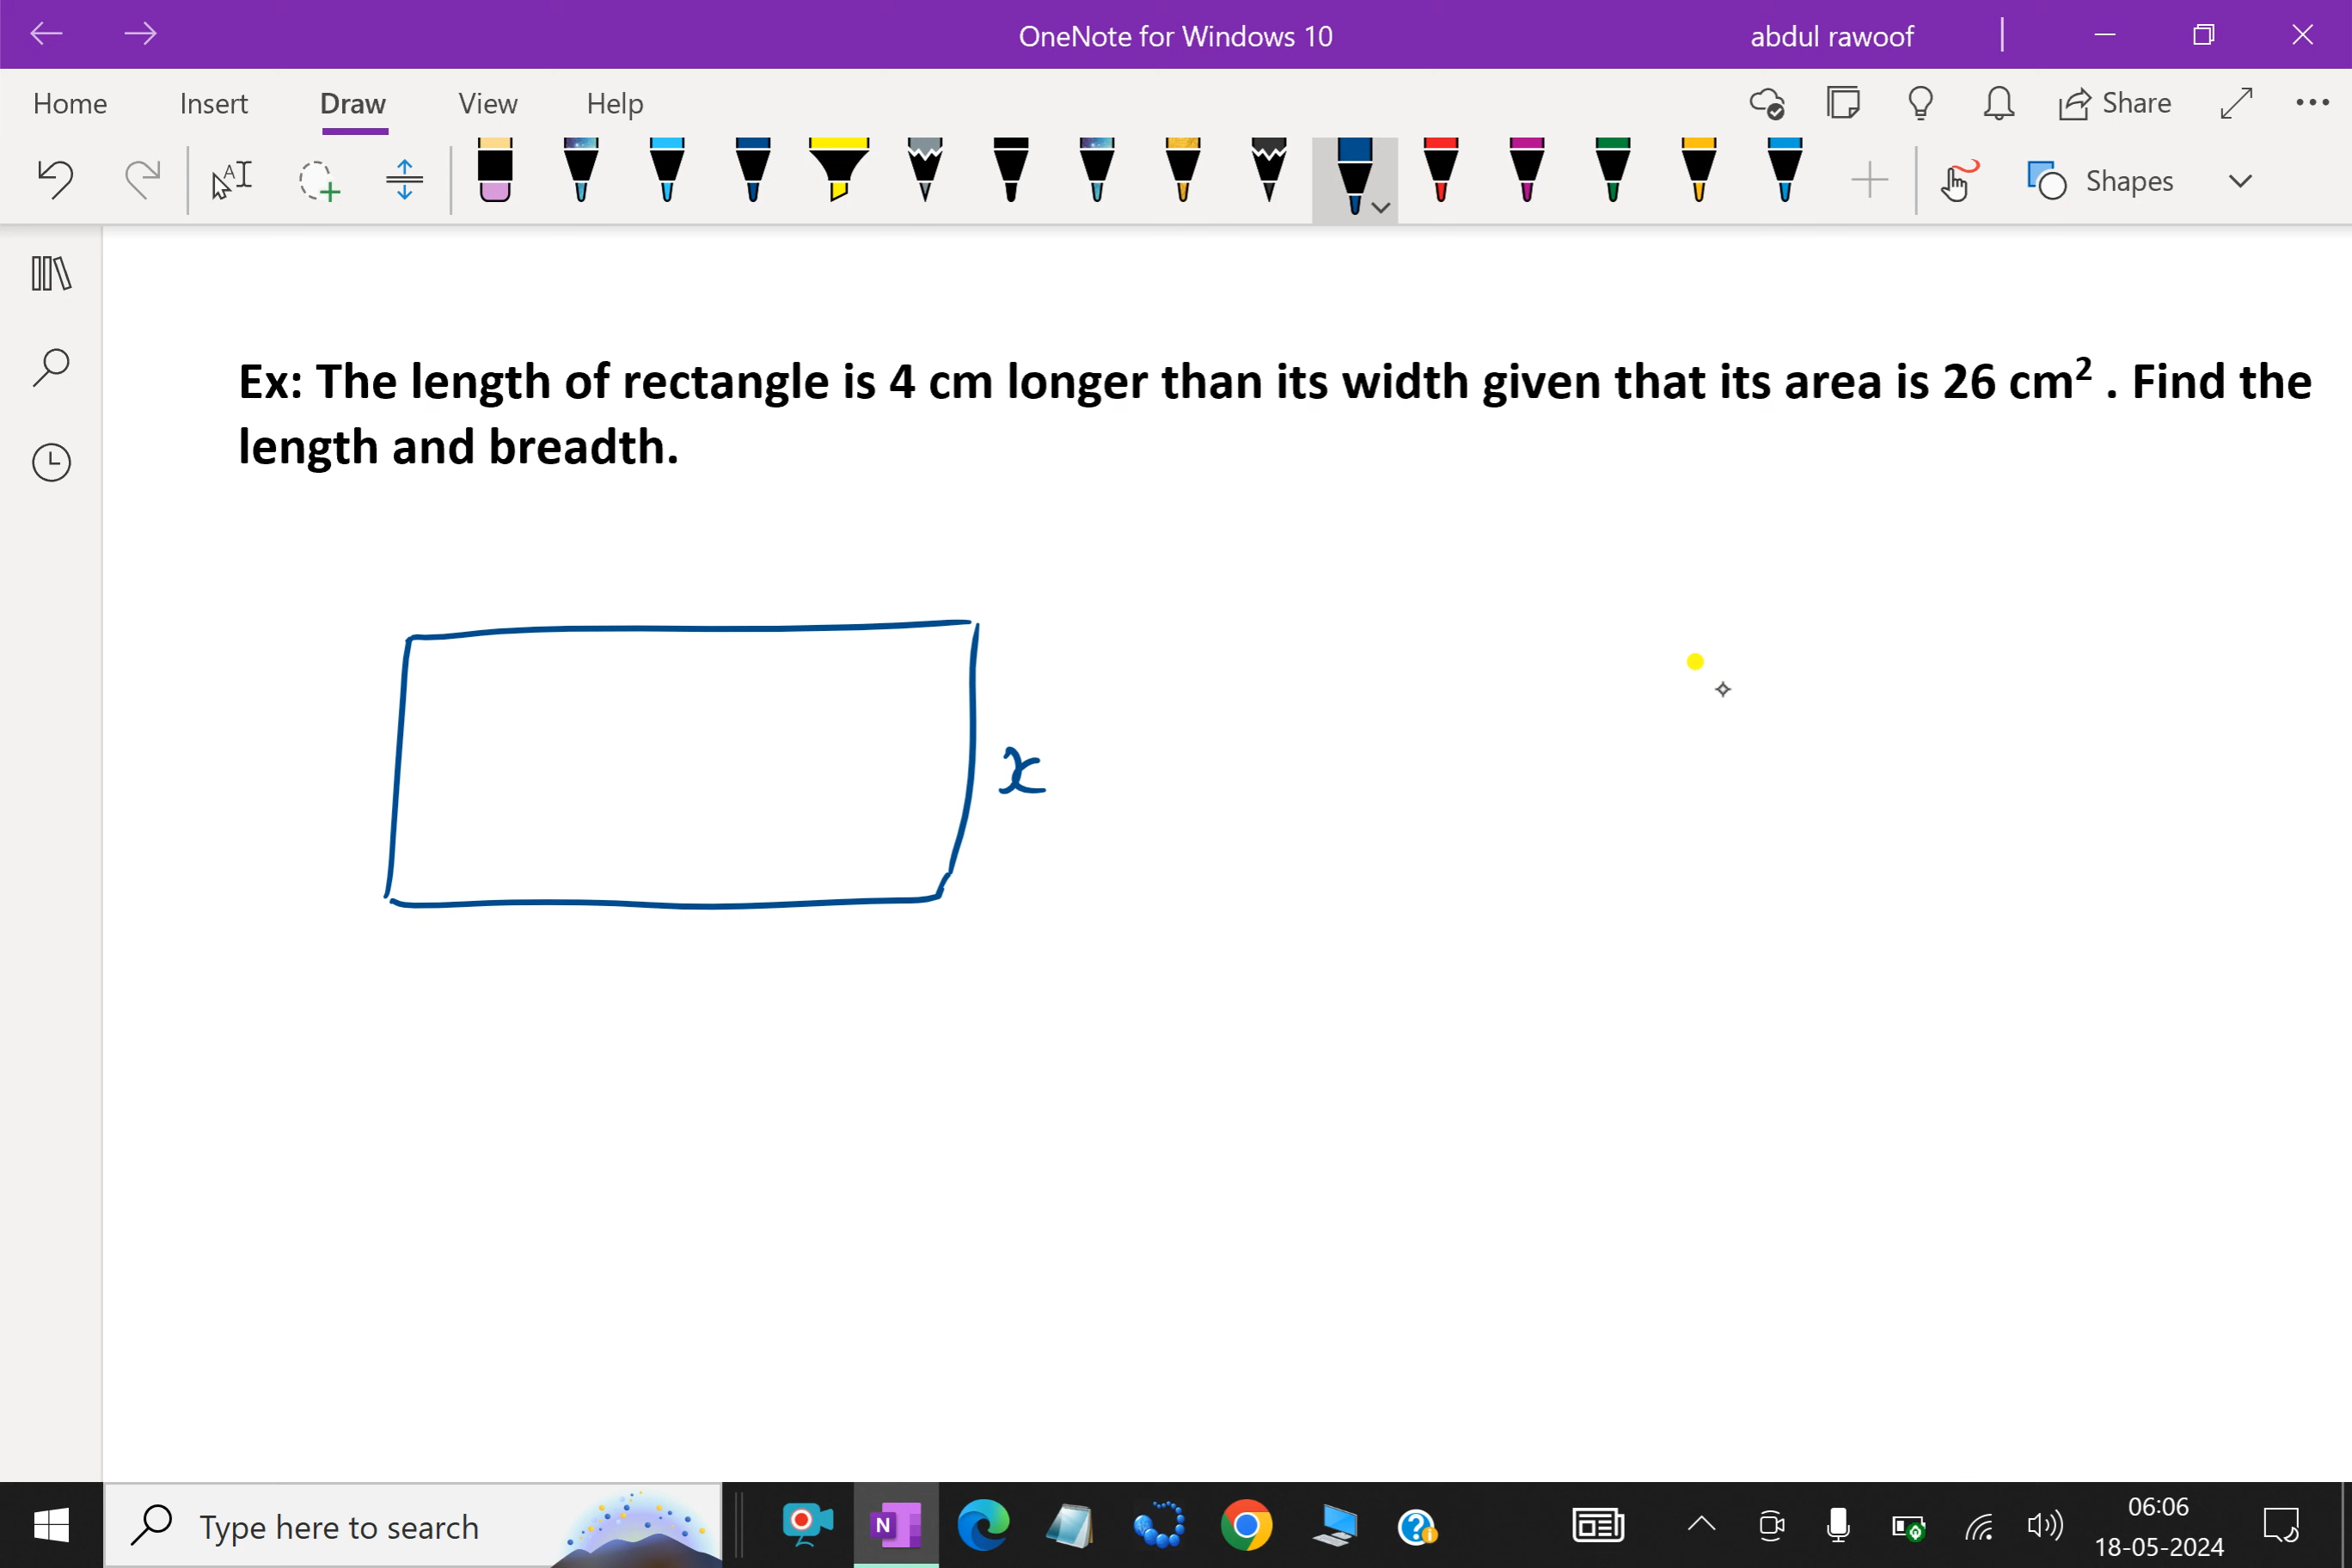 OneNote for Windows 10
abdul rawoof
Home Insert Draw View Help
Share
Shapes
Ex: The length of rectangle is 4 cm longer than its width given that its area is 26 cm² . Find the
length and breadth.
x
Type here to search
06:06
18-05-2024